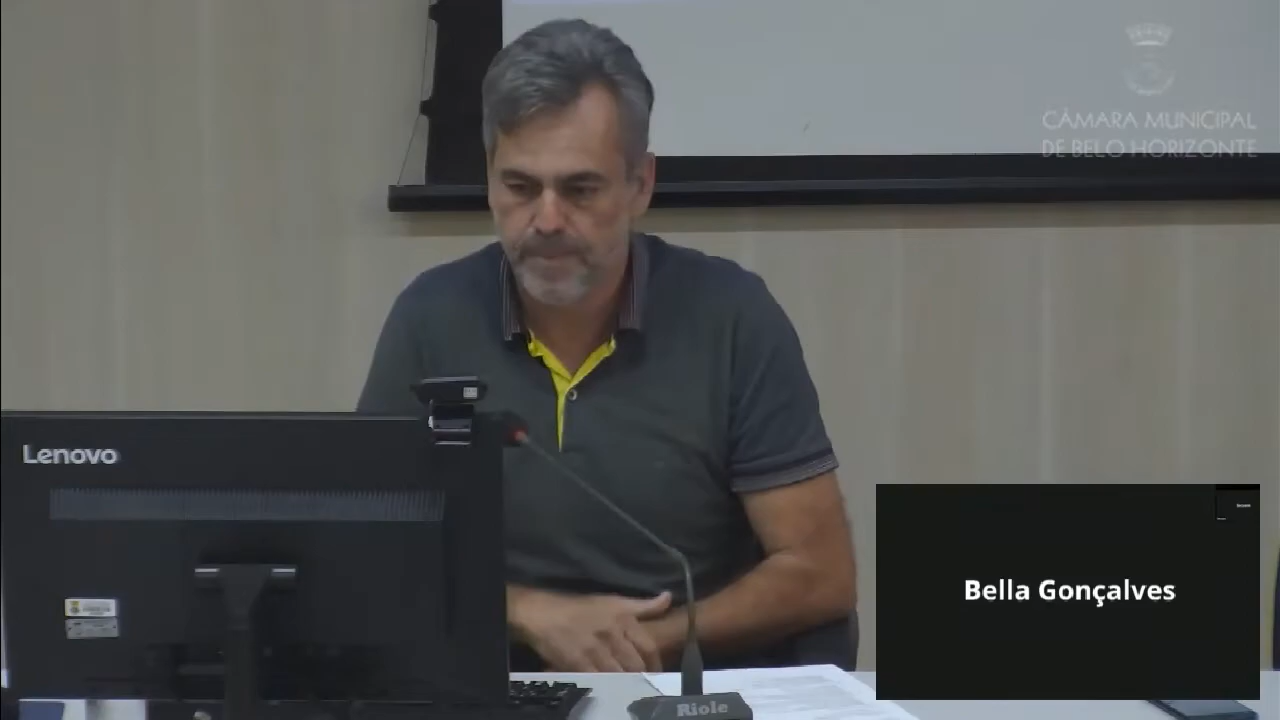 CÂMARA MUNICIPAL
DE BELO HORIZONTE
Lenovo
Bella Gonçalves
Riole